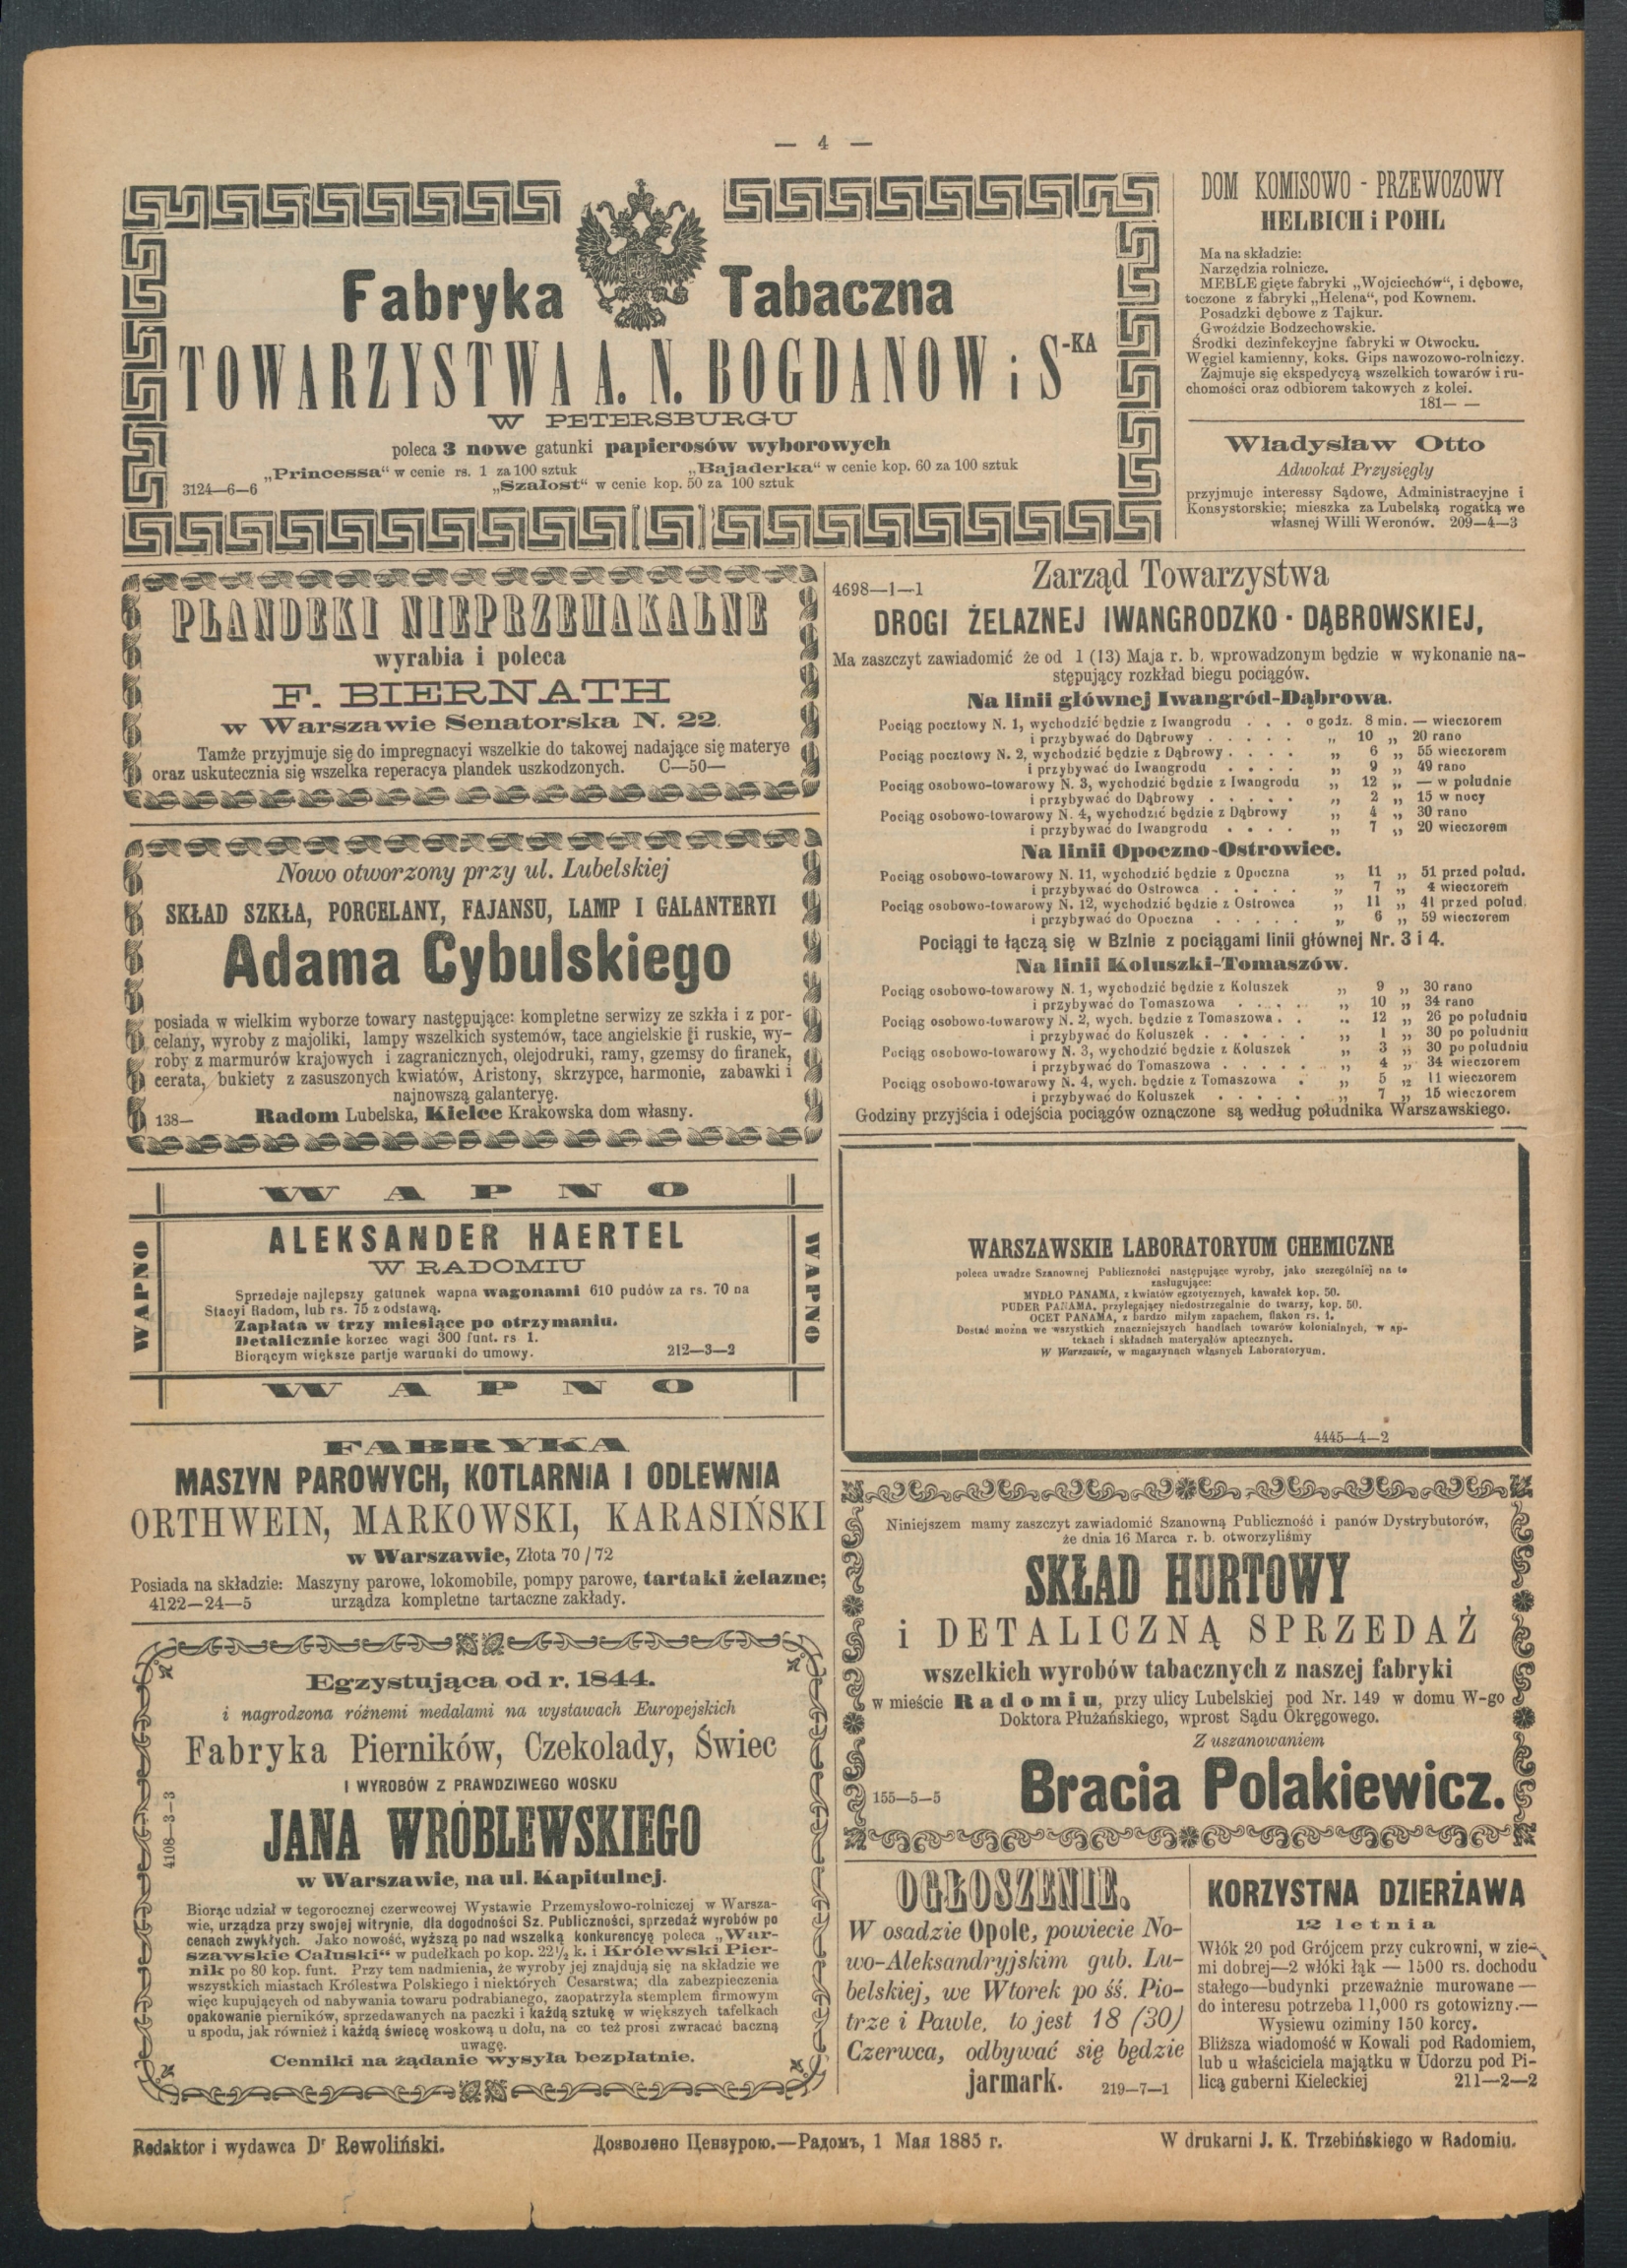 — 4 —
Fabryka Tabaczna
TOWARZYSTWA A. N. BOGDANOW i S-KA
W PETERSBURGU
poleca 3 nowe gatunki papierosów wyborowych
„Princessa“ w cenie rs. 1 za 100 sztuk „Bajaderka“ w cenie kop. 60 za 100 sztuk
3124—6—6 „Szałost“ w cenie kop. 50 za 100 sztuk
DOM KOMISOWO - PRZEWOZOWY
HELBICH i POHL
Ma na składzie:
Narzędzia rolnicze.
MEBLE gięte fabryki „Wojciechów“, i dębowe,
toczone z fabryki „Helena“, pod Kownem.
Posadzki dębowe z Tajkur.
Gwoździe Bodzechowskie.
Środki dezinfekcyjne fabryki w Otwocku.
Węgiel kamienny, koks. Gips nawozowo-rolniczy.
Zajmuje się ekspedycyą wszelkich towarów i ru-
chomości oraz odbiorem takowych z kolei.
181— —
Władysław Otto
Adwokat Przysięgły
przyjmuje interessy Sądowe, Administracyjne i
Konsystorskie; mieszka za Lubelską rogatką we
własnej Willi Weronów. 209—4—3
PLANDEKI NIEPRZEMAKALNE
wyrabia i poleca
F. BIERNATH
w Warszawie Senatorska N. 22.
Tamże przyjmuje się do impregnacyi wszelkie do takowej nadające się materye
oraz uskutecznia się wszelka reperacya plandek uszkodzonych. C—50—
Nowo otworzony przy ul. Lubelskiej
SKŁAD SZKŁA, PORCELANY, FAJANSU, LAMP I GALANTERYI
Adama Cybulskiego
posiada w wielkim wyborze towary następujące: kompletne serwizy ze szkła i z por-
celany, wyroby z majoliki, lampy wszelkich systemów, tace angielskie i ruskie, wy-
roby z marmurów krajowych i zagranicznych, olejodruki, ramy, gzemsy do firanek,
cerata, bukiety z zasuszonych kwiatów, Aristony, skrzypce, harmonie, zabawki i
najnowszą galanteryę.
138— Radom Lubelska, Kielce Krakowska dom własny.
WAPNO
WAPNO
ALEKSANDER HAERTEL
W RADOMIU
Sprzedaje najlepszy gatunek wapna wagonami 610 pudów za rs. 70 na
Stacyi Radom, lub rs. 75 z odstawą.
Zapłata w trzy miesiące po otrzymaniu.
Detalicznie korzec wagi 300 funt. rs 1.
Biorącym większe partje warunki do umowy. 212—3—2
WAPNO
WAPNO
FABRYKA
MASZYN PAROWYCH, KOTLARNIA I ODLEWNIA
ORTHWEIN, MARKOWSKI, KARASIŃSKI
w Warszawie, Złota 70/72
Posiada na składzie: Maszyny parowe, lokomobile, pompy parowe, tartaki żelazne;
4122—24—5 urządza kompletne tartaczne zakłady.
Egzystująca od r. 1844.
i nagrodzona różnemi medalami na wystawach Europejskich
Fabryka Pierników, Czekolady, Świec
I WYROBÓW Z PRAWDZIWEGO WOSKU
JANA WRÓBLEWSKIEGO
4108—3—3
w Warszawie, na ul. Kapitulnej.
Biorąc udział w tegorocznej czerwcowej Wystawie Przemysłowo-rolniczej w Warsza-
wie, urządza przy swojej witrynie, dla dogodności Sz. Publiczności, sprzedaż wyrobów po
cenach zwykłych. Jako nowość, wyższą po nad wszelką konkurencyę poleca „War-
szawskie Całuski“ w pudełkach po kop. 22½ k. i Królewski Pier-
nik po 80 kop. funt. Przy tem nadmienia, że wyroby jej znajdują się na składzie we
wszystkich miastach Królestwa Polskiego i niektórych Cesarstwa; dla zabezpieczenia
więc kupujących od nabywania towaru podrabianego, zaopatrzyła stemplem firmowym
opakowanie pierników, sprzedawanych na paczki i każdą sztukę w większych tafelkach
u spodu, jak również i każdą świecę woskową u dołu, na co też prosi zwracać baczną
uwagę.
Cenniki na żądanie wysyła bezpłatnie.
4698—1—1 Zarząd Towarzystwa
DROGI ŻELAZNEJ IWANGRODZKO - DĄBROWSKIEJ,
Ma zaszczyt zawiadomić że od 1 (13) Maja r. b. wprowadzonym będzie w wykonanie na-
stępujący rozkład biegu pociągów.
Na linii głównej Iwangród-Dąbrowa.
Pociąg pocztowy N. 1, wychodzić będzie z Iwangrodu . . . o godz. 8 min. — wieczorem
i przybywać do Dąbrowy . . . . . „ 10 „ 20 rano
Pociąg pocztowy N. 2, wychodzić będzie z Dąbrowy . . . . „ 6 „ 55 wieczorem
i przybywać do Iwangrodu . . . . „ 9 „ 49 rano
Pociąg osobowo-towarowy N. 3, wychodzić będzie z Iwangrodu „ 12 „ — w południe
i przybywać do Dąbrowy . . . . . „ 2 „ 15 w nocy
Pociąg osobowo-towarowy N. 4, wychodzić będzie z Dąbrowy „ 4 „ 30 rano
i przybywać do Iwangrodu . . . . „ 7 „ 20 wieczorem
Na linii Opoczno-Ostrowiec.
Pociąg osobowo-towarowy N. 11, wychodzić będzie z Opoczna „ 11 „ 51 przed połud.
i przybywać do Ostrowca . . . . . „ 7 „ 4 wieczorem
Pociąg osobowo-towarowy N. 12, wychodzić będzie z Ostrowca „ 11 „ 41 przed połud.
i przybywać do Opoczna . . . . . „ 6 „ 59 wieczorem
Pociągi te łączą się w Bzinie z pociągami linii głównej Nr. 3 i 4.
Na linii Koluszki-Tomaszów.
Pociąg osobowo-towarowy N. 1, wychodzić będzie z Koluszek „ 9 „ 30 rano
i przybywać do Tomaszowa . . . . „ 10 „ 34 rano
Pociąg osobowo-towarowy N. 2, wych. będzie z Tomaszowa . . „ 12 „ 26 po południu
i przybywać do Koluszek . . . . . „ 1 „ 30 po południu
Pociąg osobowo-towarowy N. 3, wychodzić będzie z Koluszek „ 3 „ 30 po południu
i przybywać do Tomaszowa . . . . . „ 4 „ 34 wieczorem
Pociąg osobowo-towarowy N. 4, wych. będzie z Tomaszowa . „ 5 „ 11 wieczorem
i przybywać do Koluszek . . . . . „ 7 „ 15 wieczorem
Godziny przyjścia i odejścia pociągów oznaczone są według południka Warszawskiego.
WARSZAWSKIE LABORATORYUM CHEMICZNE
poleca uwadze Szanownej Publiczności następujące wyroby, jako szczególniej na to
zasługujące:
MYDŁO PANAMA, z kwiatów egzotycznych, kawałek kop. 50.
PUDER PANAMA, przylegający niedostrzegalnie do twarzy, kop. 50.
OCET PANAMA, z bardzo miłym zapachem, flakon rs. 1.
Dostać można we wszystkich znaczniejszych handlach towarów kolonialnych, w ap-
tekach i składach materyałów aptecznych.
W Warszawie, w magazynach własnych Laboratoryum.
4445—4—2
Niniejszem mamy zaszczyt zawiadomić Szanowną Publiczność i panów Dystrybutorów,
że dnia 16 Marca r. b. otworzyliśmy
SKŁAD HURTOWY
i DETALICZNĄ SPRZEDAŻ
wszelkich wyrobów tabacznych z naszej fabryki
w mieście Radomiu, przy ulicy Lubelskiej pod Nr. 149 w domu W-go
Doktora Płużańskiego, wprost Sądu Okręgowego.
Z uszanowaniem
155—5—5 Bracia Polakiewicz.
OGŁOSZENIE.
W osadzie Opole, powiecie No-
wo-Aleksandryjskim gub. Lu-
belskiej, we Wtorek po śś. Pio-
trze i Pawle, to jest 18 (30)
Czerwca, odbywać się będzie
jarmark. 219—7—1
KORZYSTNA DZIERŻAWA
12 letnia
Włók 20 pod Grójcem przy cukrowni, w zie-
mi dobrej—2 włóki łąk — 1500 rs. dochodu
stałego—budynki przeważnie murowane —
do interesu potrzeba 11,000 rs gotowizny.—
Wysiewu oziminy 150 korcy.
Bliższa wiadomość w Kowali pod Radomiem,
lub u właściciela majątku w Udorzu pod Pi-
licą guberni Kieleckiej 211—2—2
Redaktor i wydawca Dr Rewoliński. Дозволено Цензурою.—Радомъ, 1 Мая 1885 г. W drukarni J. K. Trzebińskiego w Radomiu.